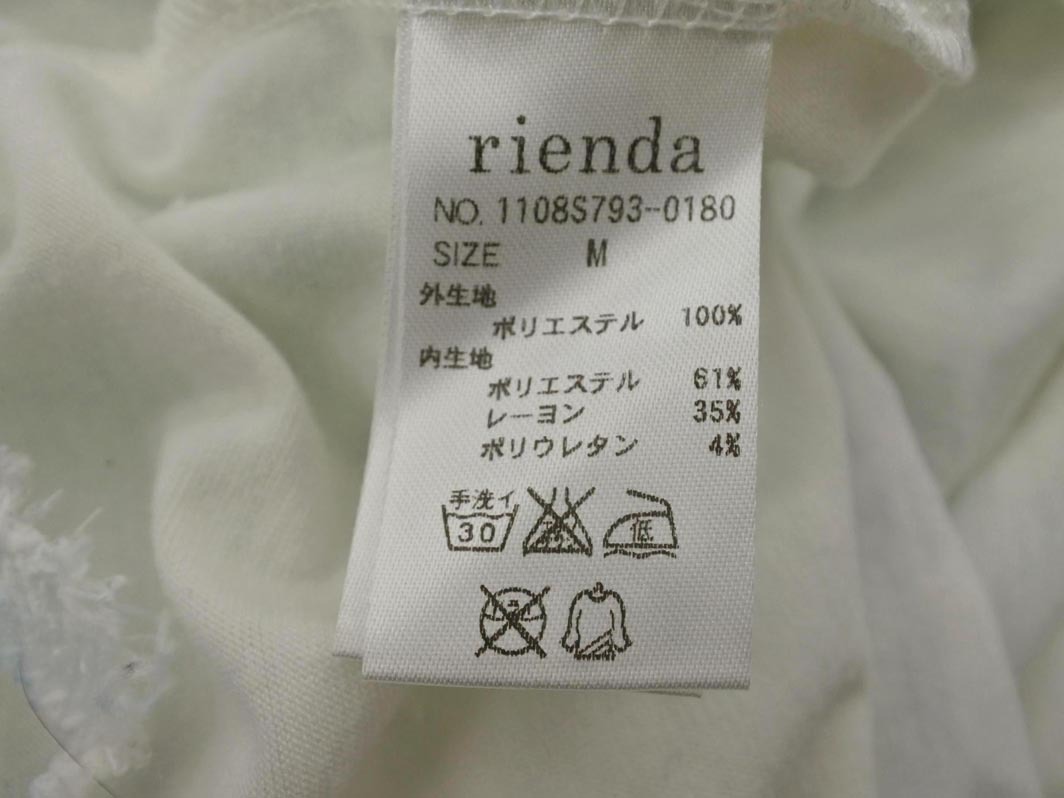 rienda
NO. 1108S793-0180
SIZE M
外生地
ポリエステル 100%
内生地
ポリエステル 61%
レーヨン 35%
ポリウレタン 4%
手洗イ
30
低